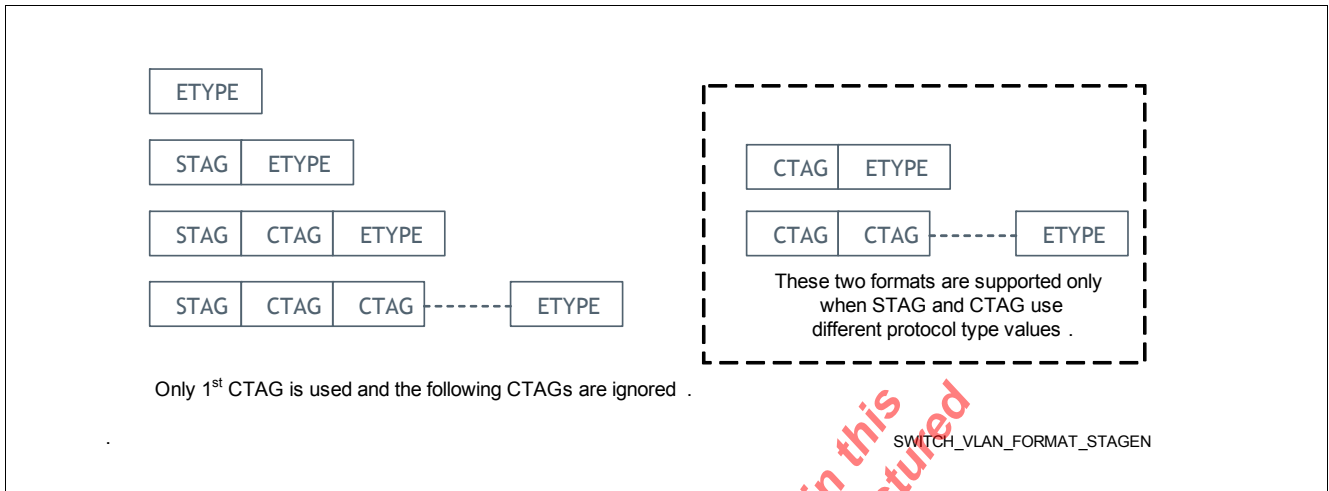 ETYPE
STAG ETYPE
STAG CTAG ETYPE
STAG CTAG CTAG ETYPE
Only 1st CTAG is used and the following CTAGs are ignored .
CTAG ETYPE
CTAG CTAG ETYPE
These two formats are supported only
when STAG and CTAG use
different protocol type values .
.
SWITCH_VLAN_FORMAT_STAGEN
in this